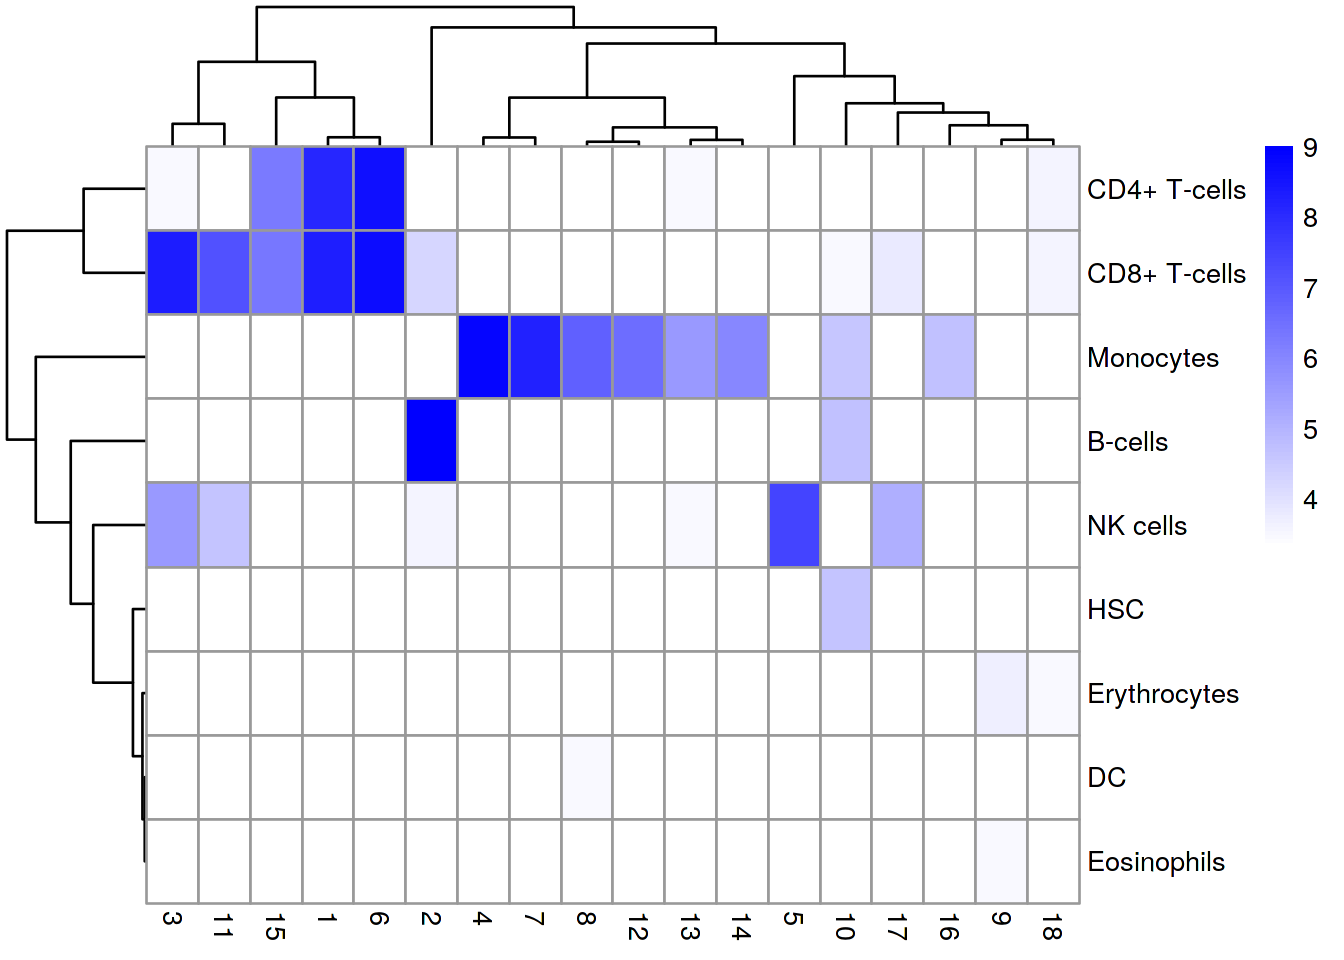 9
CD4+ T-cells
8
CD8+ T-cells
7
Monocytes
6
B-cells
5
NK cells
4
HSC
Erythrocytes
DC
Eosinophils
3 11 15 1 6 2 4 7 8 12 13 14 5 10 17 16 9 18